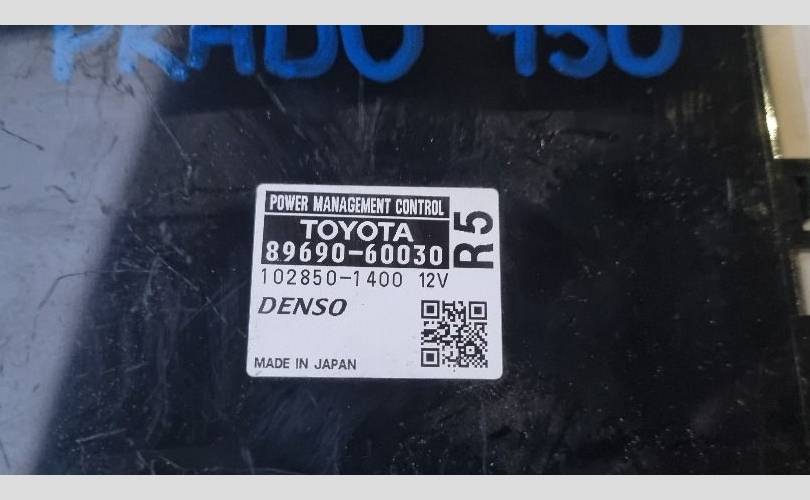 PRADO 150
POWER MANAGEMENT CONTROL
TOYOTA
89690-60030
R5
102850-1400 12V
DENSO
MADE IN JAPAN